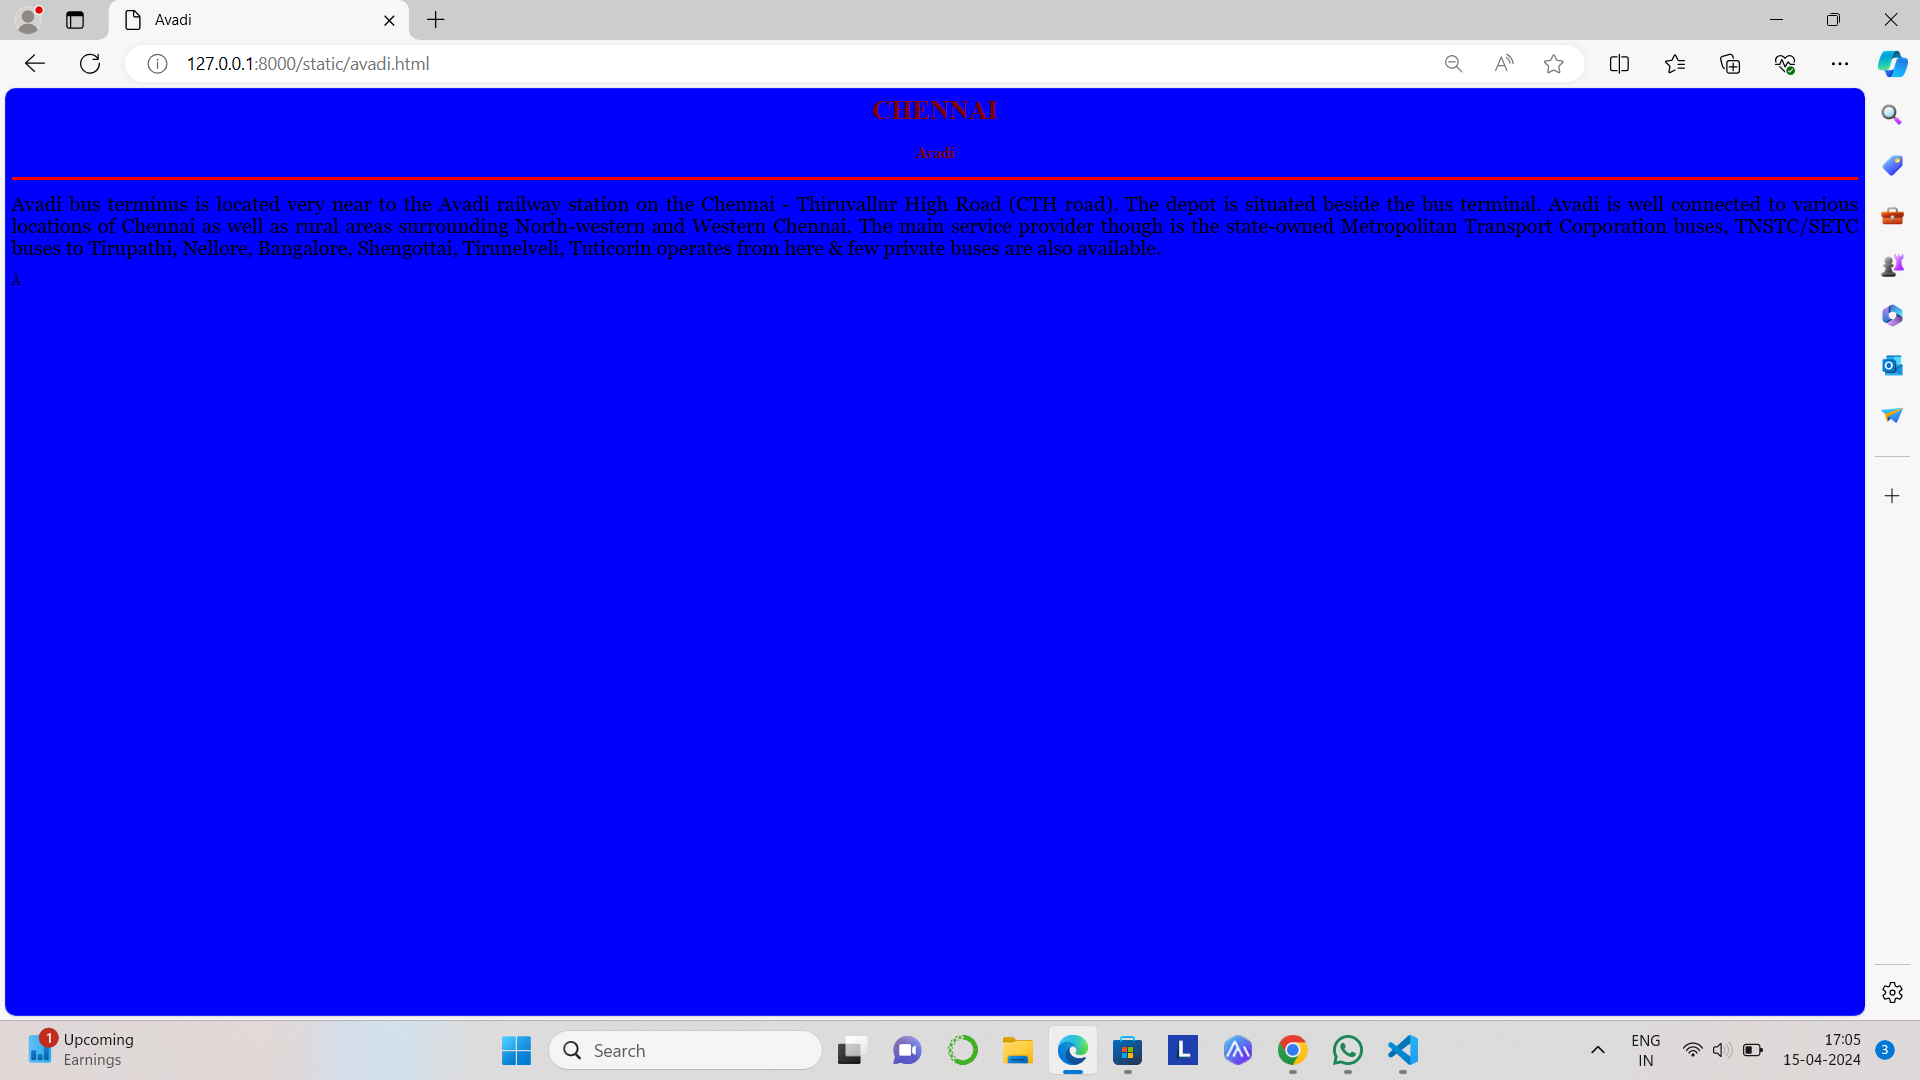 Avadi
127.0.0.1:8000/static/avadi.html
CHENNAI
Avadi
Avadi bus terminus is located very near to the Avadi railway station on the Chennai - Thiruvallur High Road (CTH road). The depot is situated beside the bus terminal. Avadi is well connected to various
locations of Chennai as well as rural areas surrounding North-western and Western Chennai. The main service provider though is the state-owned Metropolitan Transport Corporation buses, TNSTC/SETC
buses to Tirupathi, Nellore, Bangalore, Shengottai, Tirunelveli, Tuticorin operates from here & few private buses are also available.
1
Upcoming
Earnings
Search
L
ENG
IN
17:05
15-04-2024
3